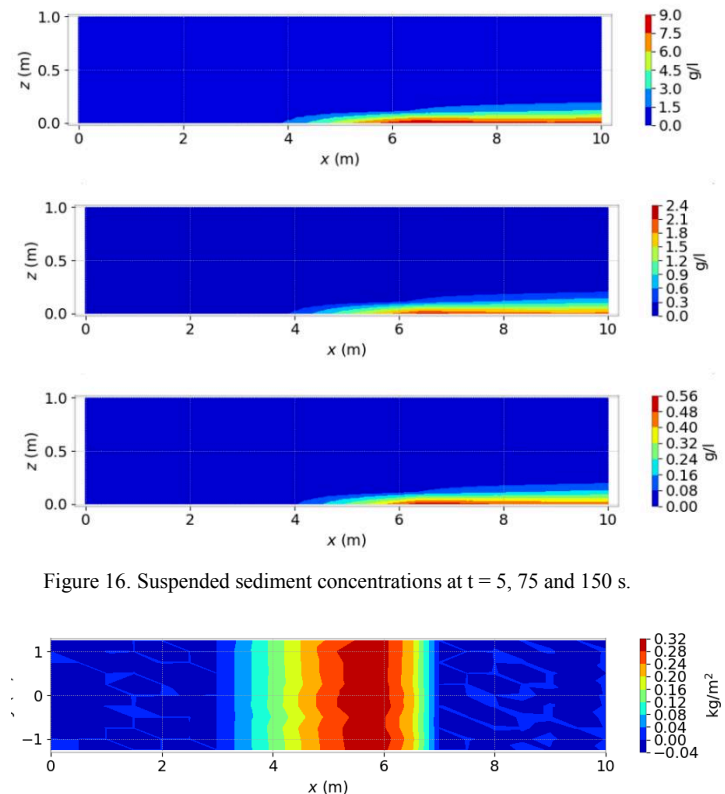 1.0
0.5
0.0
z (m)
0 2 4 6 8 10
x (m)
9.0
7.5
6.0
4.5
3.0
1.5
0.0
g/l
1.0
0.5
0.0
z (m)
0 2 4 6 8 10
x (m)
2.4
2.1
1.8
1.5
1.2
0.9
0.6
0.3
0.0
g/l
1.0
0.5
0.0
z (m)
0 2 4 6 8 10
x (m)
0.56
0.48
0.40
0.32
0.24
0.16
0.08
0.00
g/l
Figure 16. Suspended sediment concentrations at t = 5, 75 and 150 s.
1
0
−1
0 2 4 6 8 10
x (m)
0.32
0.28
0.24
0.20
0.16
0.12
0.08
0.04
0.00
−0.04
kg/m²